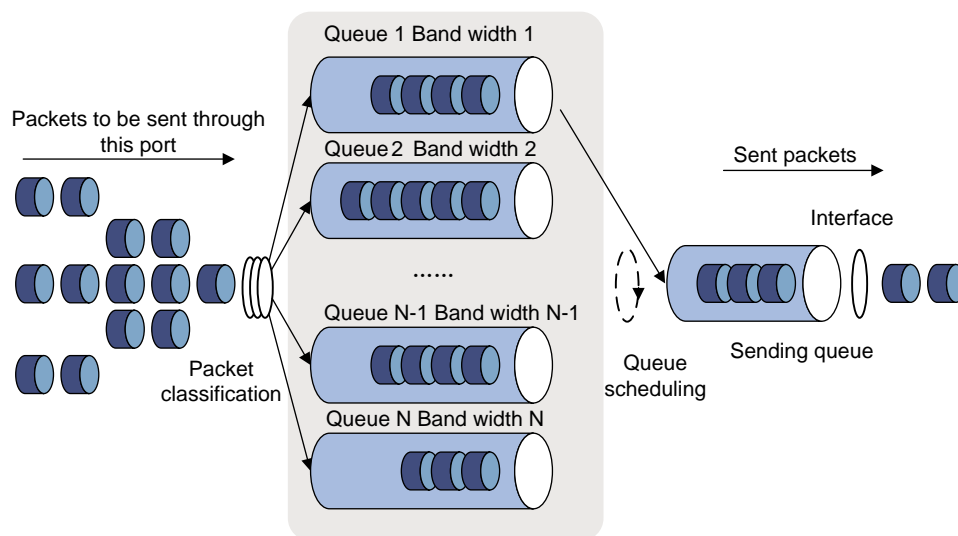 Queue 1 Band width 1
Packets to be sent through
this port
Queue 2 Band width 2
Sent packets
Interface
......
Queue N-1 Band width N-1
Packet
classification
Queue
scheduling
Sending queue
Queue N Band width N